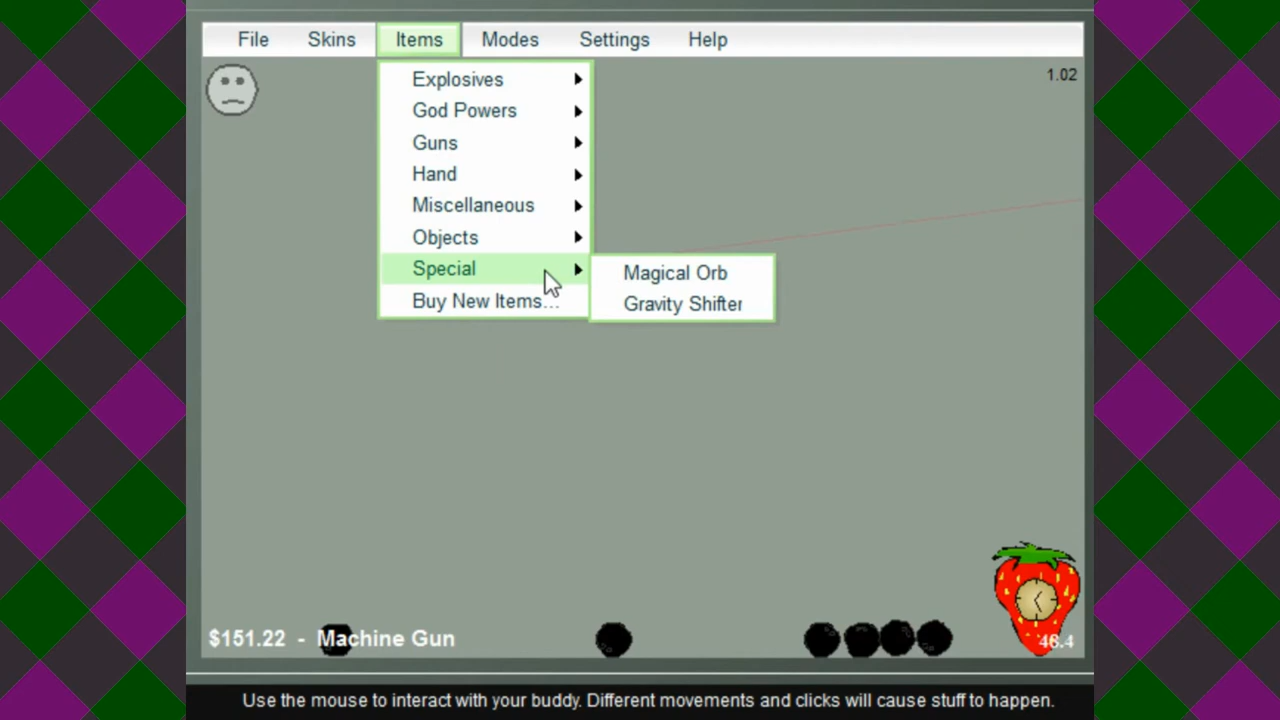 File Skins Items Modes Settings Help
1.02
Explosives
God Powers
Guns
Hand
Miscellaneous
Objects
Special
Magical Orb
Buy New Items...
Gravity Shifter
$151.22 - Machine Gun
48.4
Use the mouse to interact with your buddy. Different movements and clicks will cause stuff to happen.